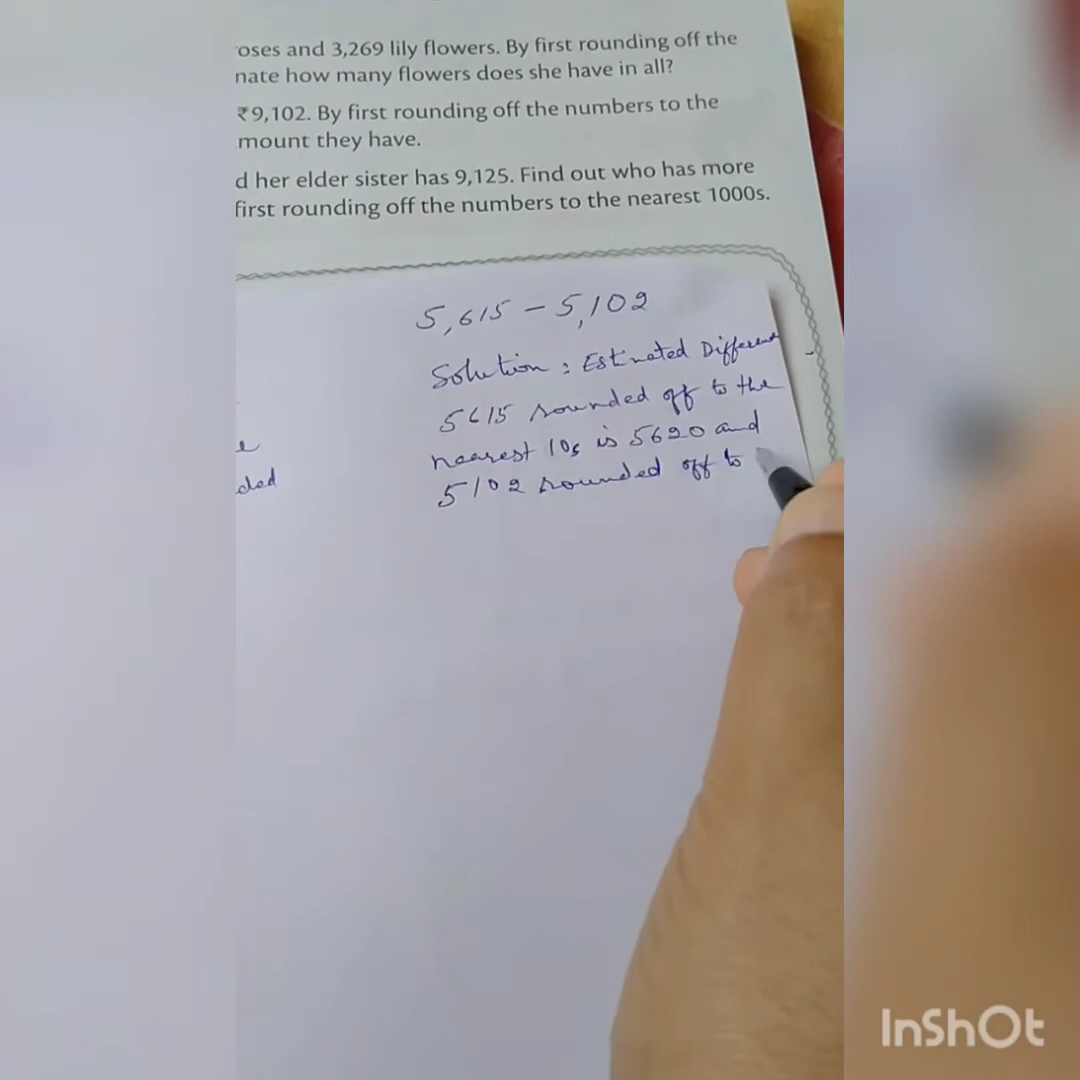 oses and 3,269 lily flowers. By first rounding off the
nate how many flowers does she have in all?
₹9,102. By first rounding off the numbers to the
mount they have.
d her elder sister has 9,125. Find out who has more
first rounding off the numbers to the nearest 1000s.
5,615 - 5,102
Solution : Estimated Different
5615 rounded off to the
nearest 10s is 5620 and
5102 rounded off to
e
ded
InShOt